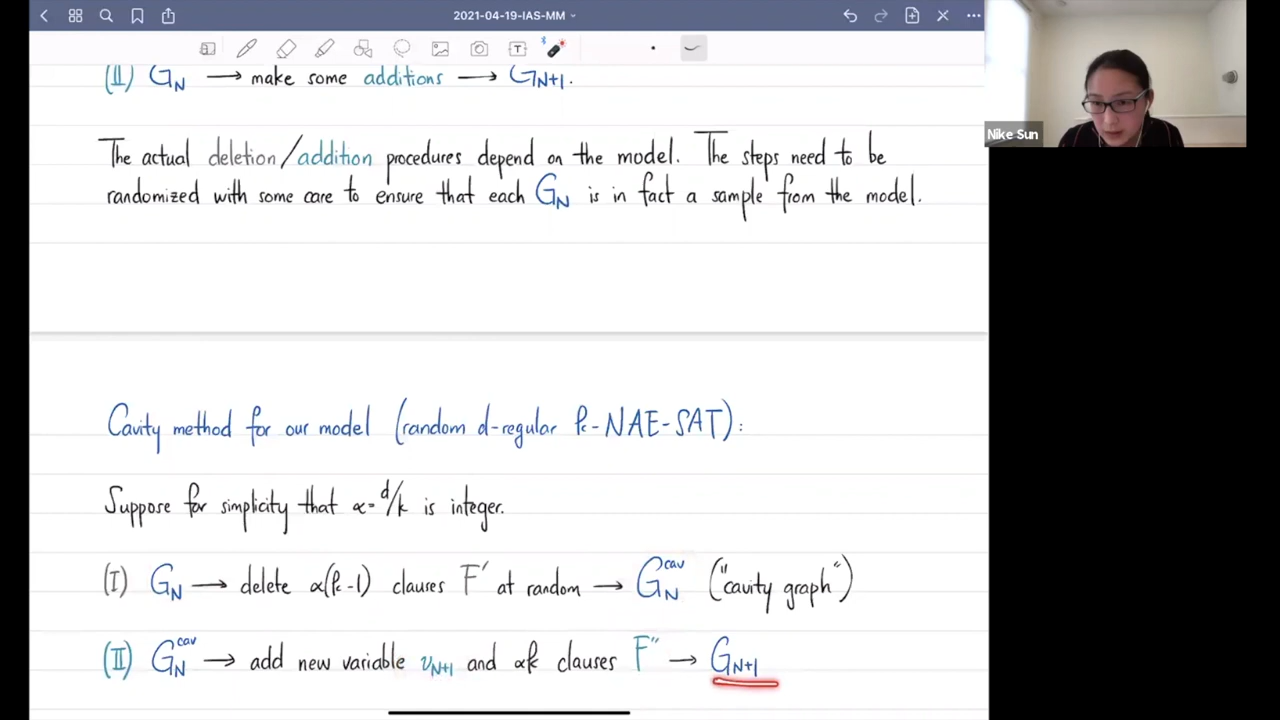 2021-04-19-IAS-MM
Nike Sun
(II) G_N → make some additions → G_{N+1}.
The actual deletion/addition procedures depend on the model. The steps need to be
randomized with some care to ensure that each G_N is in fact a sample from the model.
Cavity method for our model (random d-regular k-NAE-SAT):
Suppose for simplicity that α = d/k is integer.
(I) G_N → delete α(k-1) clauses F' at random → G_N^{cav} ("cavity graph")
(II) G_N^{cav} → add new variable v_{N+1} and αk clauses F'' → G_{N+1}